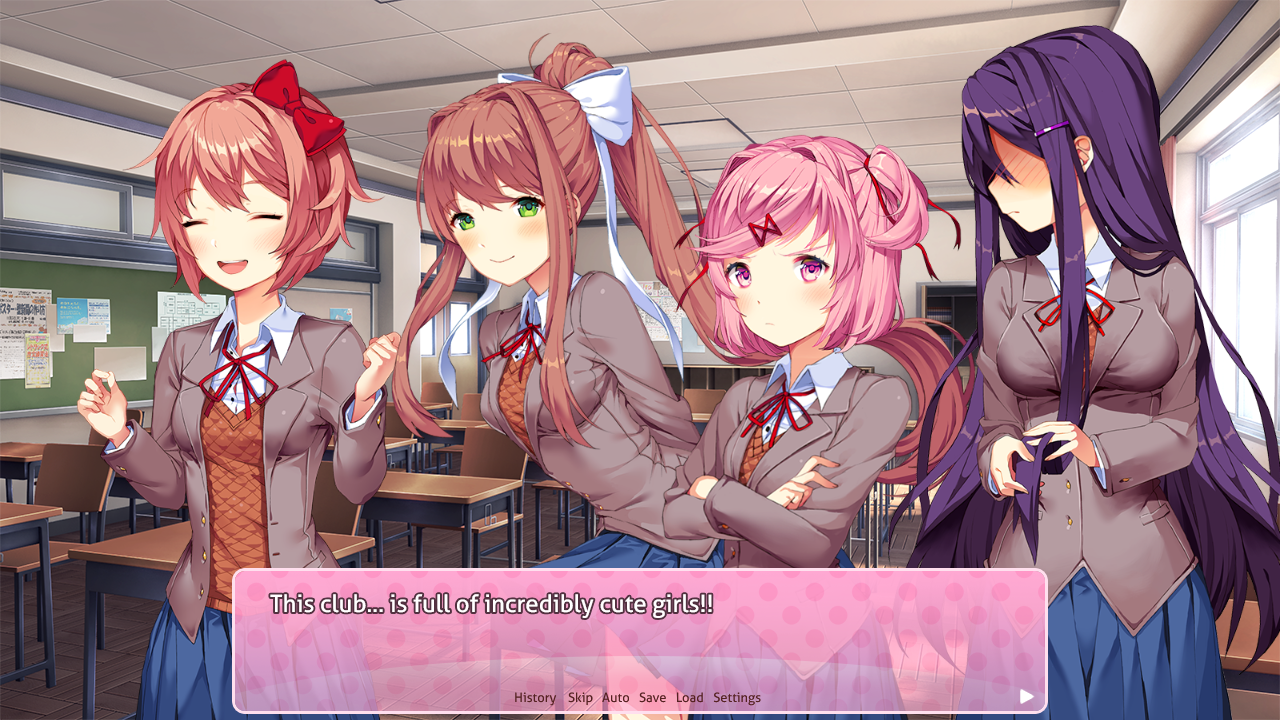 This club... is full of incredibly cute girls!!
History Skip Auto Save Load Settings